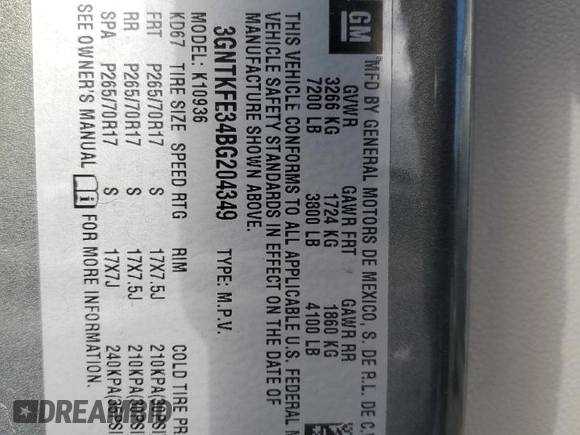 GM
MFD BY GENERAL MOTORS DE MEXICO, S. DE R.L. DE C.
GVWR GAWR FRT GAWR RR
3266 KG 1724 KG 1860 KG
7200 LB 3800 LB 4100 LB
THIS VEHICLE CONFORMS TO ALL APPLICABLE U.S. FEDERAL
VEHICLE SAFETY STANDARDS IN EFFECT ON THE DATE OF
MANUFACTURE SHOWN ABOVE.
3GNTKFE34BG204349 TYPE: M.P.V.
MODEL: K10936
KD67 TIRE SIZE SPEED RTG RIM COLD TIRE PR
FRT P265/70R17 S 17X7.5J 210KPA(30PSI
RR P265/70R17 S 17X7.5J 210KPA(30PSI
SPA P265/70R17 S 17X7J 240KPA(35PSI
SEE OWNER'S MANUAL FOR MORE INFORMATION.
DREAMTRIP